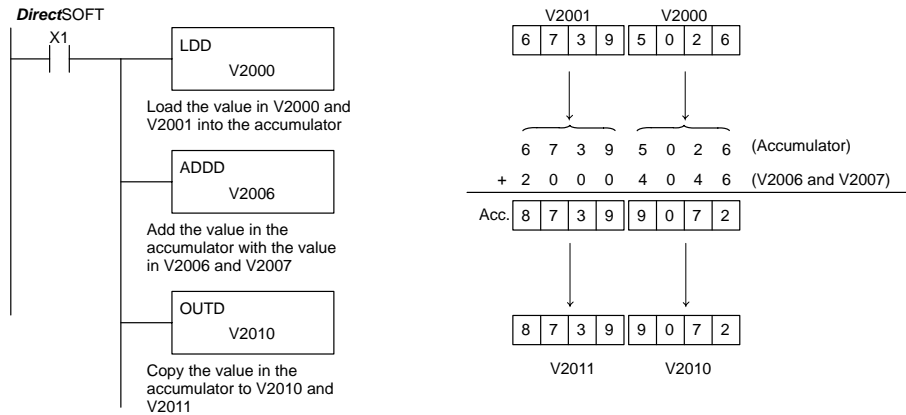 DirectSOFT
X1
LDD
V2000
Load the value in V2000 and
V2001 into the accumulator
ADDD
V2006
Add the value in the
accumulator with the value
in V2006 and V2007
OUTD
V2010
Copy the value in the
accumulator to V2010 and
V2011
V2001 V2000
6 7 3 9 5 0 2 6
6 7 3 9 5 0 2 6 (Accumulator)
+ 2 0 0 0 4 0 4 6 (V2006 and V2007)
Acc. 8 7 3 9 9 0 7 2
8 7 3 9 9 0 7 2
V2011 V2010